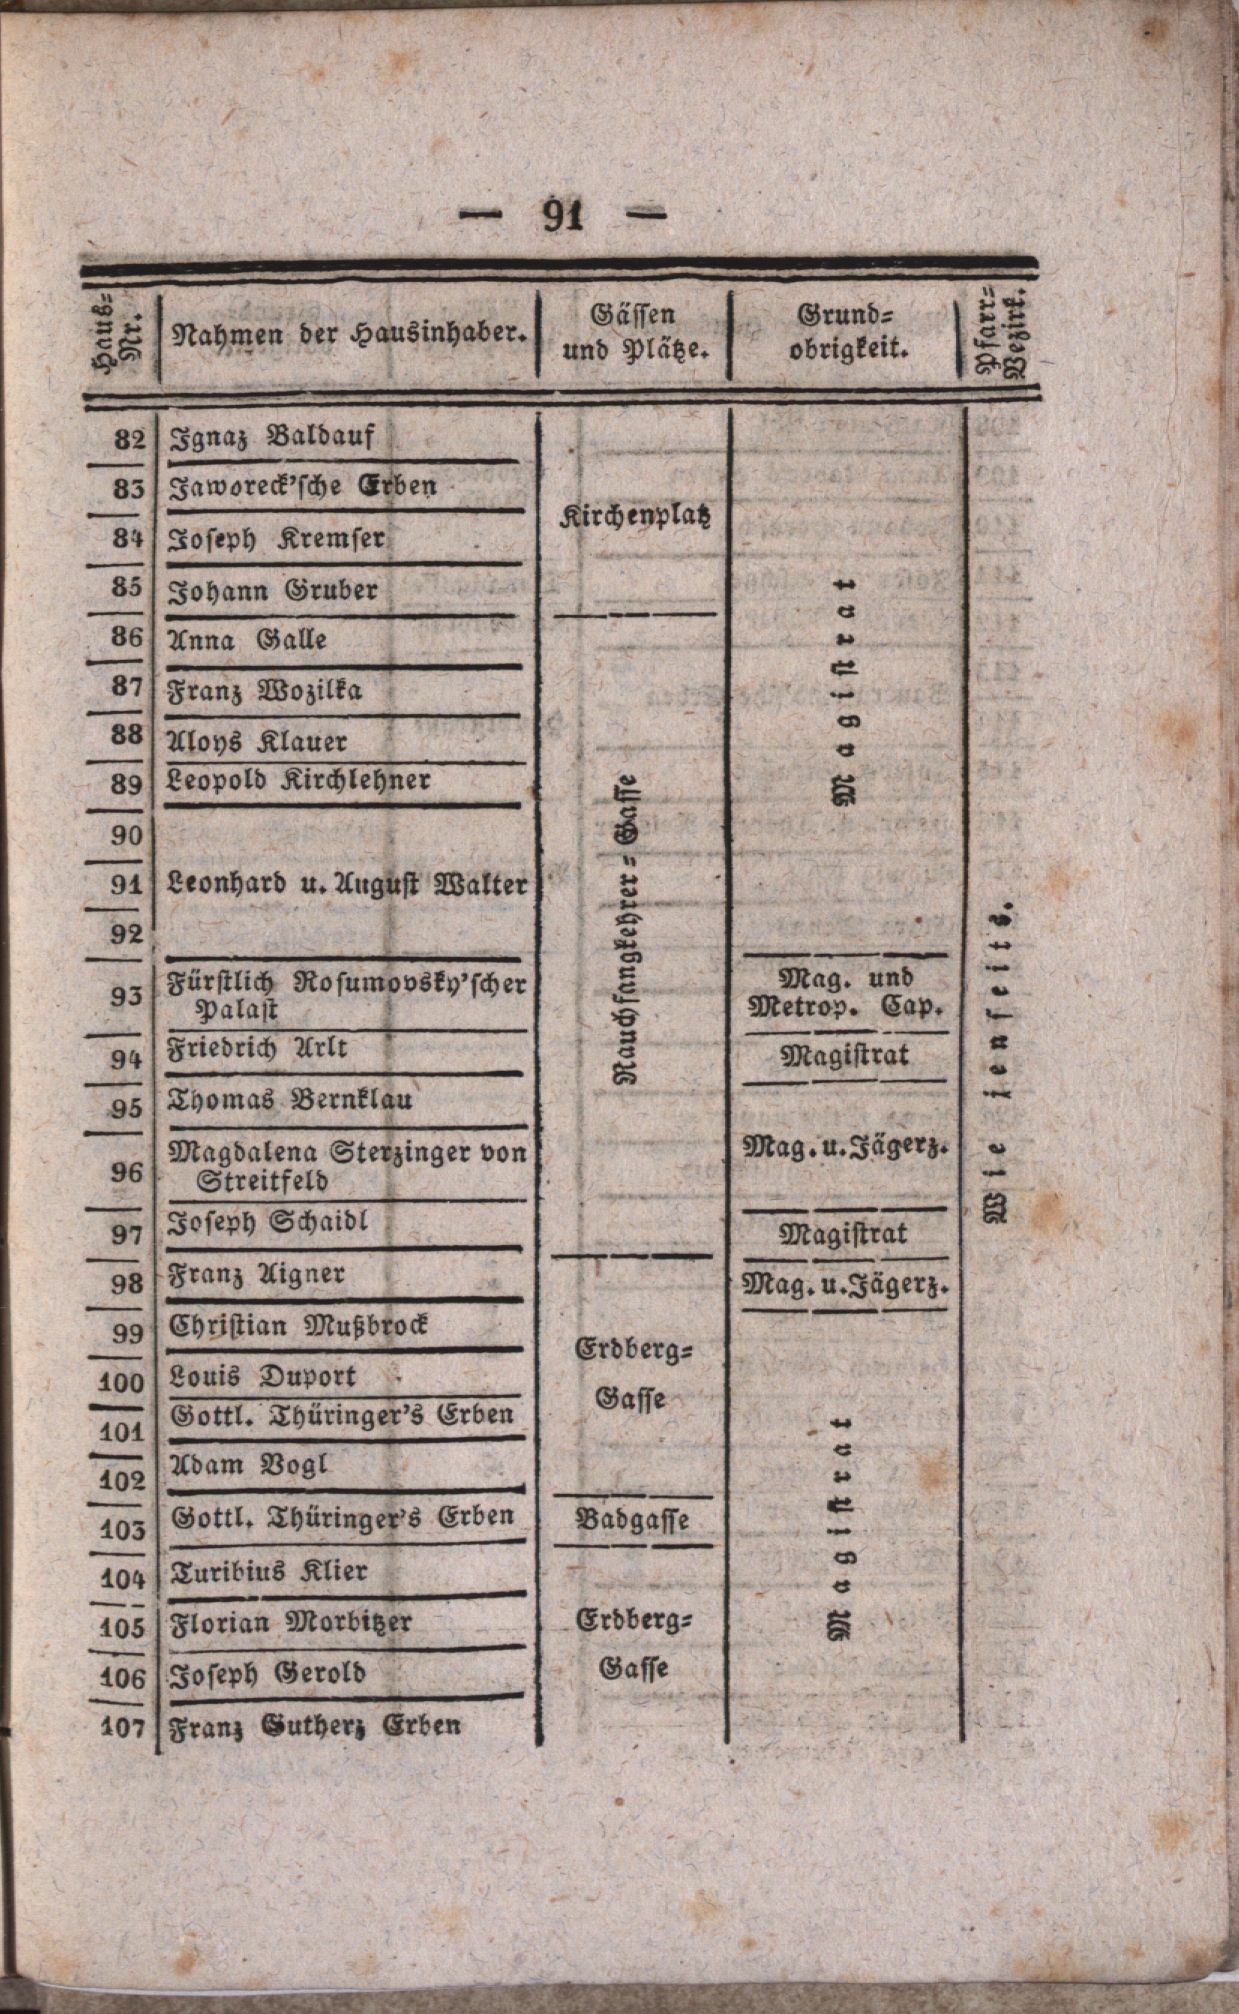 — 91 —
Haus-
Nr.
Nahmen der Hausinhaber.
Gässen
und Plätze.
Grund-
obrigkeit.
Pfarr-
Bezirk.
82 Ignaz Baldauf
83 Jaworeck'sche Erben
Kirchenplatz
84 Joseph Kremser
85 Johann Gruber
Magistrat
86 Anna Galle
87 Franz Wozilka
88 Aloys Klauer
89 Leopold Kirchlehner
Rauchfangkehrer-Gasse
90
91 Leonhard u. August Walter
92
Wie jenseits.
93 Fürstlich Rosumovsky'scher
Palast
Mag. und
Metrop. Cap.
94 Friedrich Arlt
Magistrat
95 Thomas Bernklau
Mag. u. Jägerz.
96 Magdalena Sterzinger von
Streitfeld
97 Joseph Schaidl
Magistrat
98 Franz Aigner
Mag. u. Jägerz.
99 Christian Mußbrock
Erdberg-
Gasse
100 Louis Duport
101 Gottl. Thüringer's Erben
Magistrat
102 Adam Vogl
103 Gottl. Thüringer's Erben
Badgasse
104 Turibius Klier
105 Florian Morbitzer
Erdberg-
Gasse
106 Joseph Gerold
107 Franz Gutherz Erben